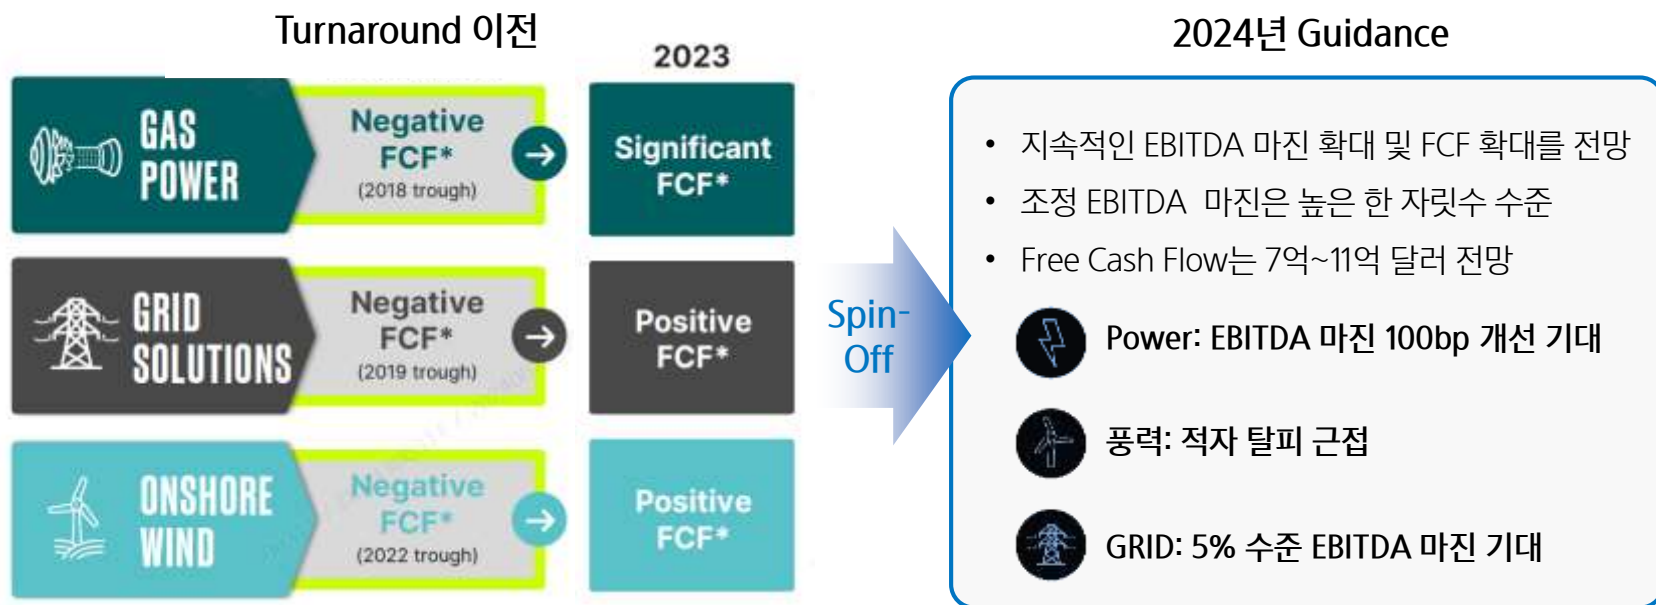 Turnaround 이전
2023
GAS
POWER
Negative
FCF*
(2018 trough)
Significant
FCF*
GRID
SOLUTIONS
Negative
FCF*
(2019 trough)
Positive
FCF*
ONSHORE
WIND
Negative
FCF*
(2022 trough)
Positive
FCF*
Spin-
Off
2024년 Guidance
• 지속적인 EBITDA 마진 확대 및 FCF 확대를 전망
• 조정 EBITDA 마진은 높은 한 자릿수 수준
• Free Cash Flow는 7억~11억 달러 전망
Power: EBITDA 마진 100bp 개선 기대
풍력: 적자 탈피 근접
GRID: 5% 수준 EBITDA 마진 기대